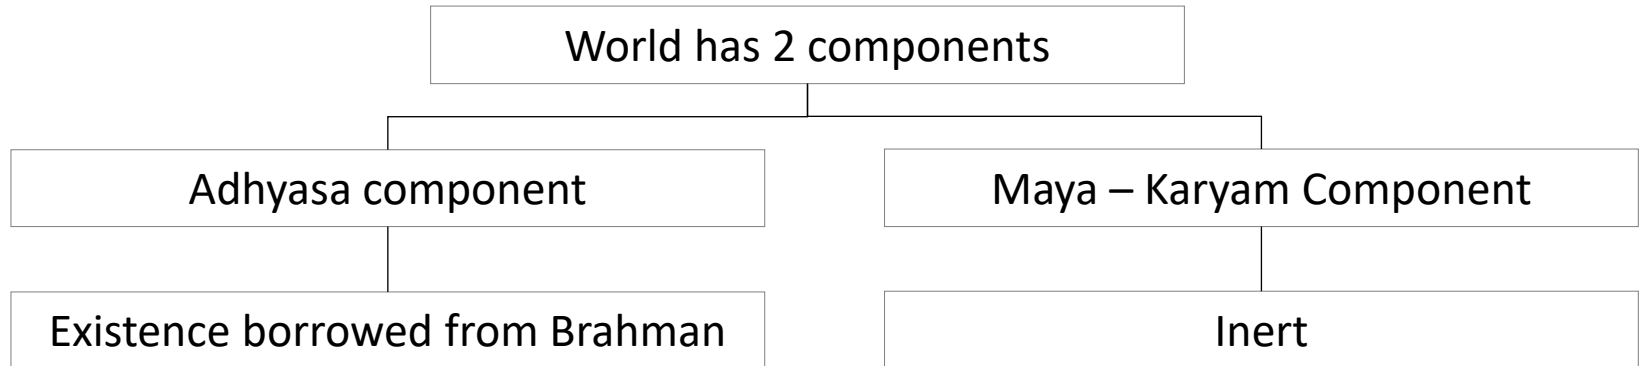 World has 2 components
Adhyasa component
Maya – Karyam Component
Existence borrowed from Brahman
Inert